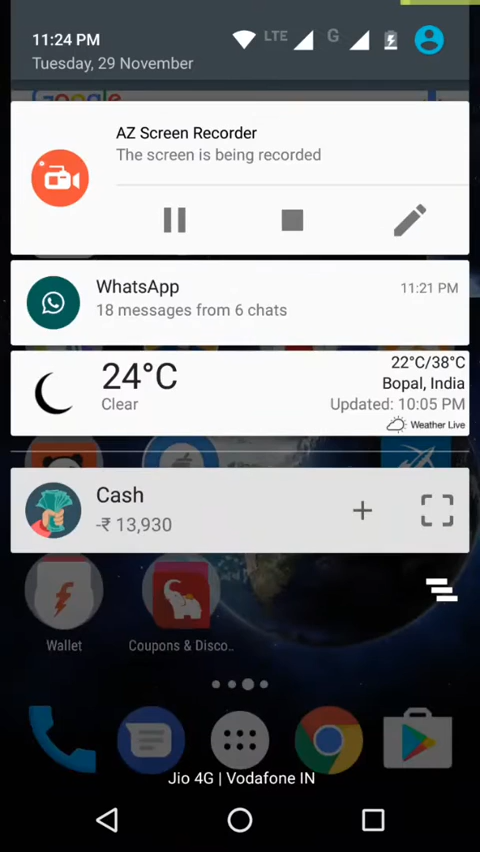 11:24 PM
LTE
G
Tuesday, 29 November
Google
AZ Screen Recorder
The screen is being recorded
WhatsApp
11:21 PM
18 messages from 6 chats
24°C
Clear
22°C/38°C
Bopal, India
Updated: 10:05 PM
Weather Live
Cash
-₹ 13,930
Wallet
Coupons & Disco..
Jio 4G | Vodafone IN